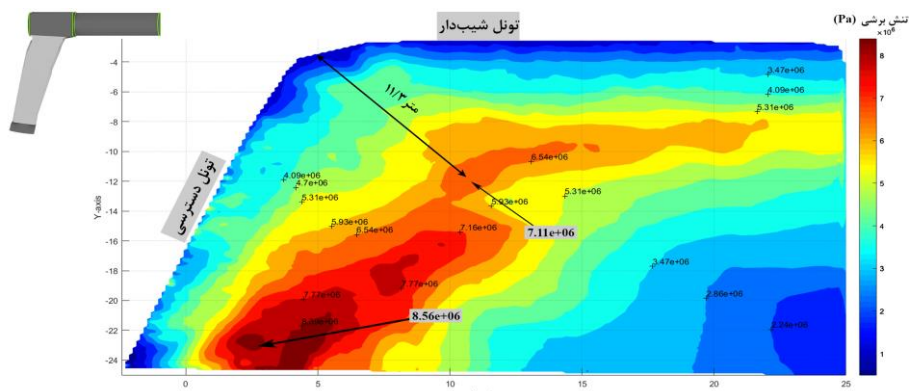 تونل شیب‌دار
تنش برشی (Pa)
×10⁶
8
7
6
5
4
3
2
1
-4
-6
-8
-10
-12
-14
-16
-18
-20
-22
-24
Y-axis
0
5
10
15
20
25
تونل دسترسی
۱۱/۳ متر
3.47e+06
4.09e+06
5.31e+06
6.54e+06
4.09e+06
4.7e+06
5.31e+06
5.31e+06
5.93e+06
5.93e+06
6.54e+06
7.16e+06
7.11e+06
3.47e+06
7.77e+06
7.77e+06
2.86e+06
8.56e+06
2.24e+06